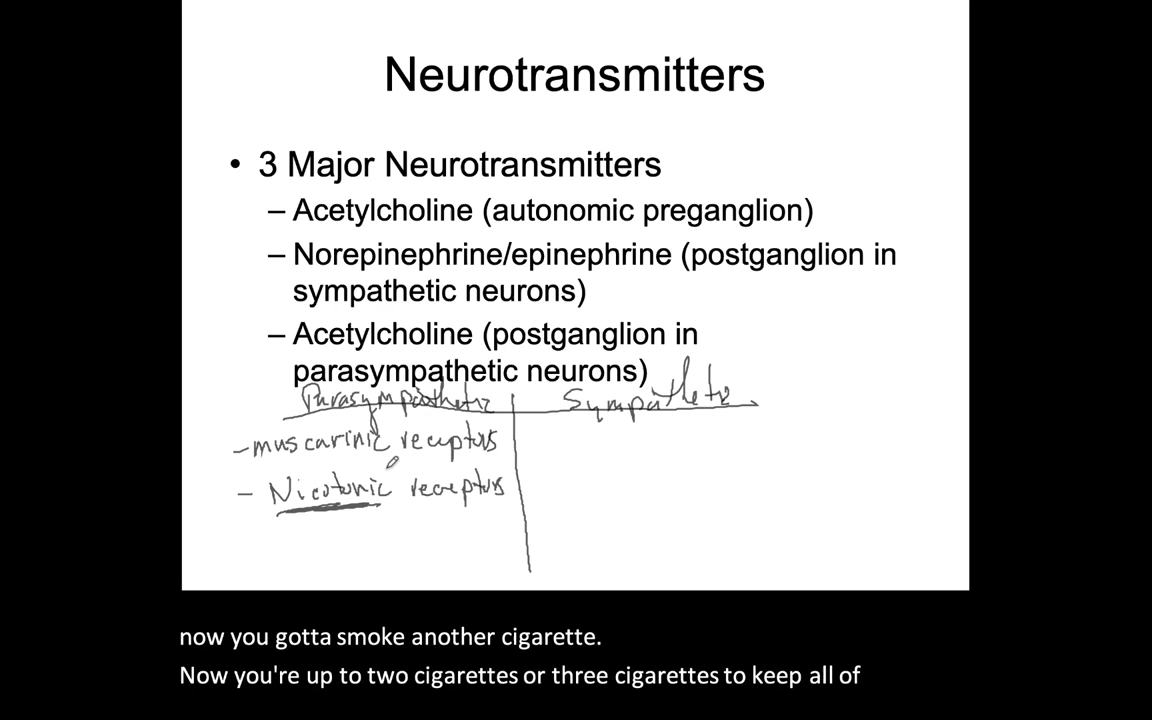 Neurotransmitters
• 3 Major Neurotransmitters
– Acetylcholine (autonomic preganglion)
– Norepinephrine/epinephrine (postganglion in
sympathetic neurons)
– Acetylcholine (postganglion in
parasympathetic neurons)
Parasympathetic Sympathetic
- muscarinic receptors
- Nicotonic receptors
now you gotta smoke another cigarette.
Now you're up to two cigarettes or three cigarettes to keep all of